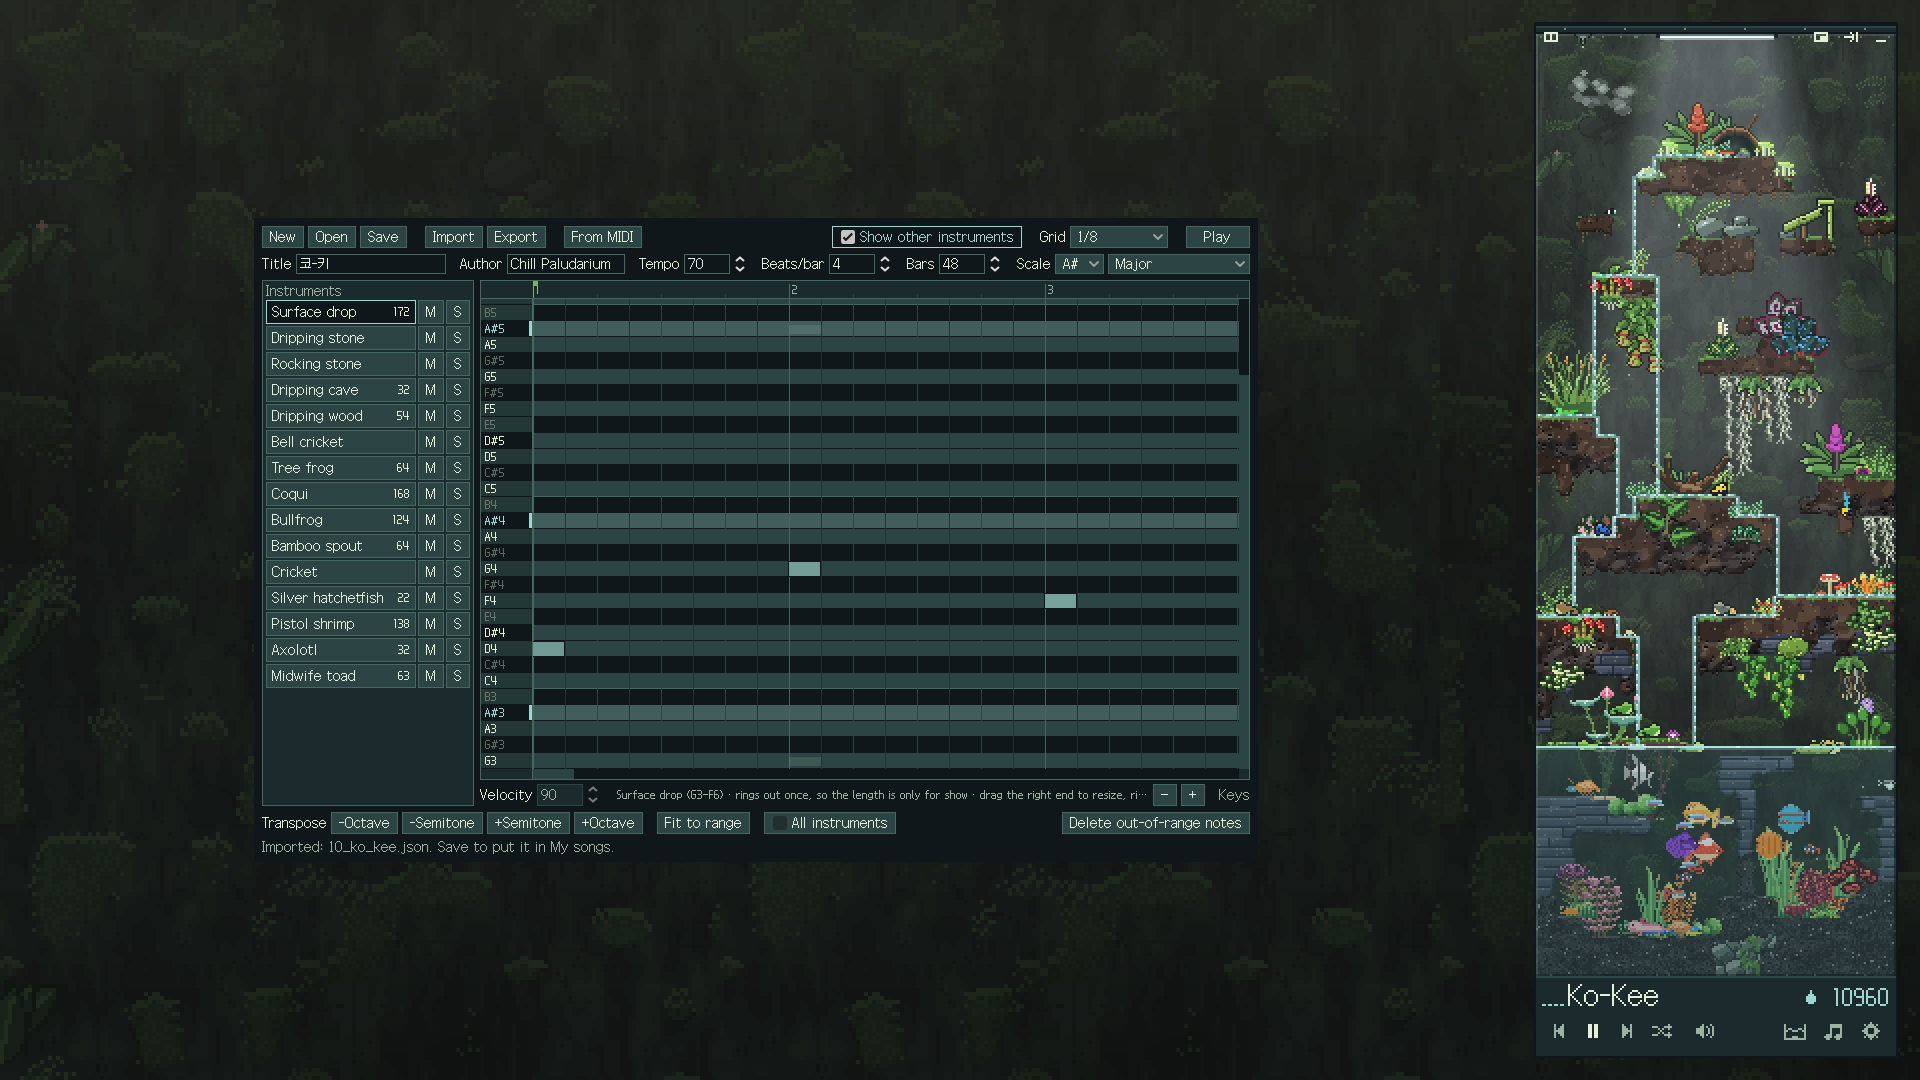 New Open Save Import Export From MIDI Show other instruments Grid 1/8 Play
Title 코-키 Author Chill Paludarium Tempo 70 Beats/bar 4 Bars 48 Scale A# Major
Instruments
Surface drop 172 M S
Dripping stone M S
Rocking stone M S
Dripping cave 32 M S
Dripping wood 54 M S
Bell cricket M S
Tree frog 64 M S
Coqui 168 M S
Bullfrog 124 M S
Bamboo spout 64 M S
Cricket M S
Silver hatchetfish 22 M S
Pistol shrimp 138 M S
Axolotl 32 M S
Midwife toad 63 M S
1 2 3
B5
A#5
A5
G#5
G5
F#5
F5
E5
D#5
D5
C#5
C5
B4
A#4
A4
G#4
G4
F#4
F4
E4
D#4
D4
C#4
C4
B3
A#3
A3
G#3
G3
Velocity 90 Surface drop (G3-F6) · rings out once, so the length is only for show · drag the right end to resize, ri··· - + Keys
Transpose -Octave -Semitone +Semitone +Octave Fit to range All instruments Delete out-of-range notes
Imported: 10_ko_kee.json. Save to put it in My songs.
....Ko-Kee 10960